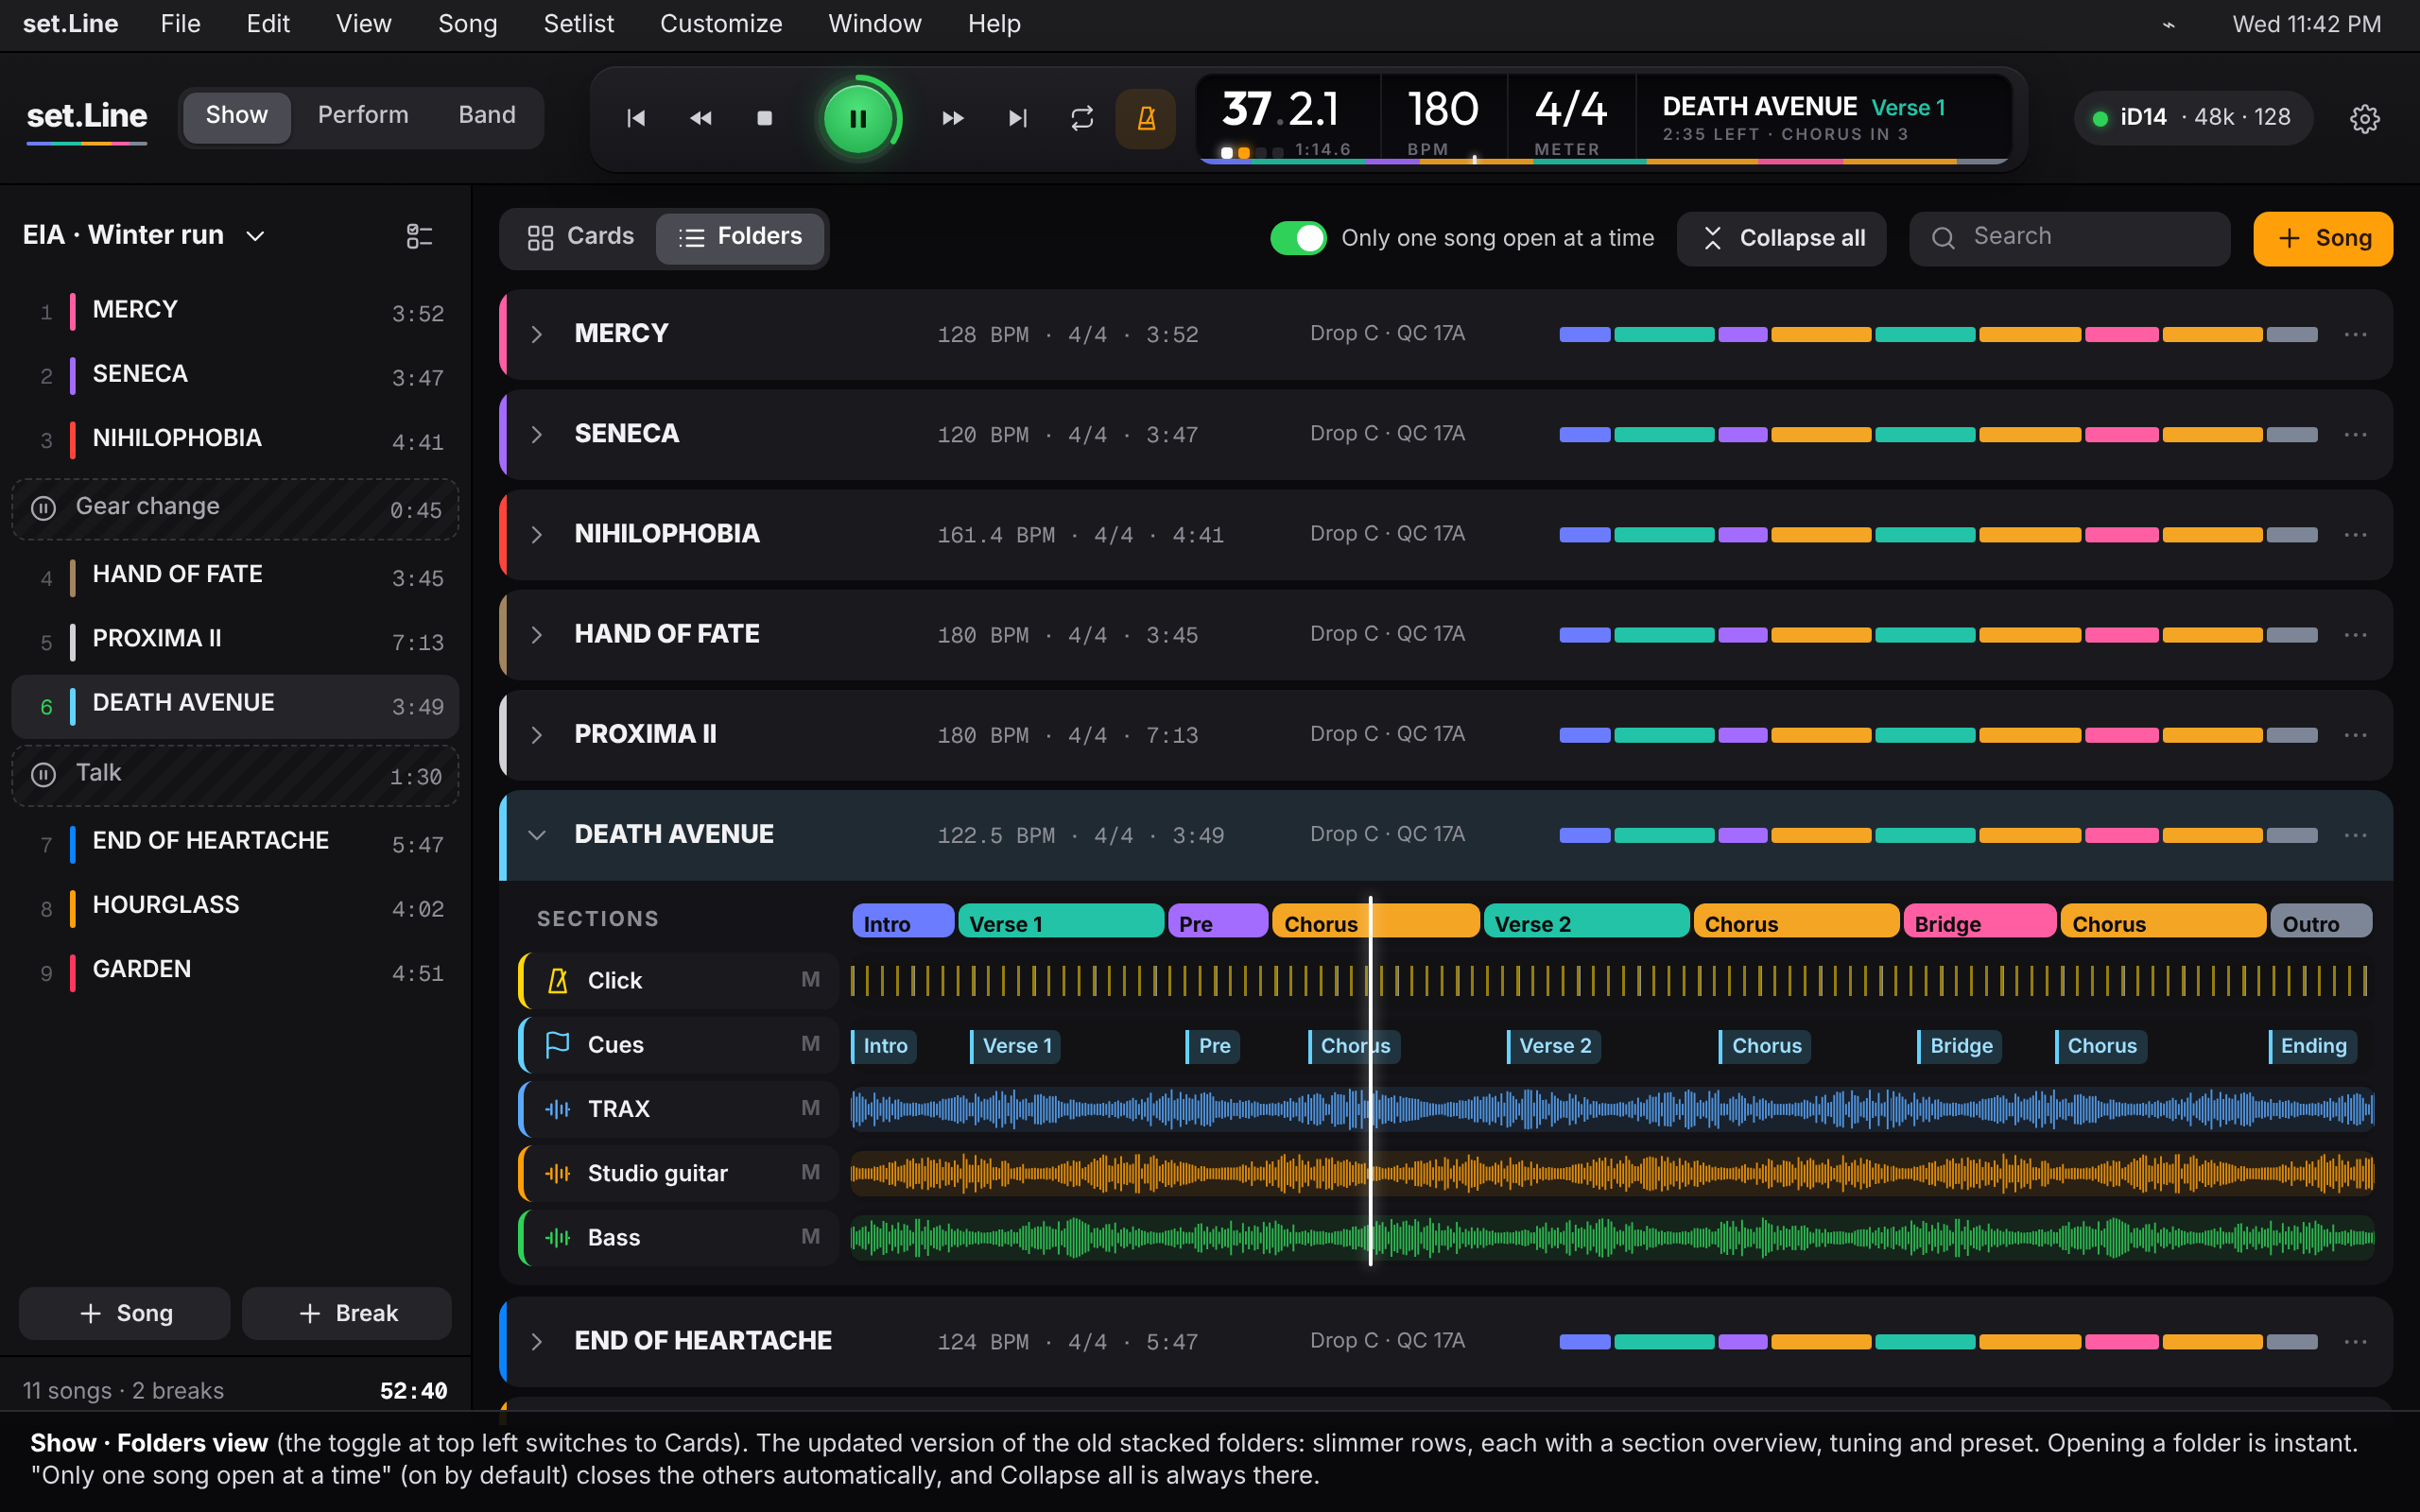 set.Line File Edit View Song Setlist Customize Window Help Wed 11:42 PM
set.Line Show Perform Band 37.2.1 180 4/4 DEATH AVENUE Verse 1 iD14 · 48k · 128
2:35 LEFT · CHORUS IN 3
1:14.6 BPM METER
EIA · Winter run
1 MERCY 3:52
2 SENECA 3:47
3 NIHILOPHOBIA 4:41
Gear change 0:45
4 HAND OF FATE 3:45
5 PROXIMA II 7:13
6 DEATH AVENUE 3:49
Talk 1:30
7 END OF HEARTACHE 5:47
8 HOURGLASS 4:02
9 GARDEN 4:51
+ Song + Break
11 songs · 2 breaks 52:40
Cards Folders Only one song open at a time Collapse all Search + Song
MERCY 128 BPM · 4/4 · 3:52 Drop C · QC 17A ···
SENECA 120 BPM · 4/4 · 3:47 Drop C · QC 17A ···
NIHILOPHOBIA 161.4 BPM · 4/4 · 4:41 Drop C · QC 17A ···
HAND OF FATE 180 BPM · 4/4 · 3:45 Drop C · QC 17A ···
PROXIMA II 180 BPM · 4/4 · 7:13 Drop C · QC 17A ···
DEATH AVENUE 122.5 BPM · 4/4 · 3:49 Drop C · QC 17A ···
SECTIONS Intro Verse 1 Pre Chorus Verse 2 Chorus Bridge Chorus Outro
Click M
Cues M Intro Verse 1 Pre Chorus Verse 2 Chorus Bridge Chorus Ending
TRAX M
Studio guitar M
Bass M
END OF HEARTACHE 124 BPM · 4/4 · 5:47 Drop C · QC 17A ···
Show · Folders view (the toggle at top left switches to Cards). The updated version of the old stacked folders: slimmer rows, each with a section overview, tuning and preset. Opening a folder is instant.
"Only one song open at a time" (on by default) closes the others automatically, and Collapse all is always there.